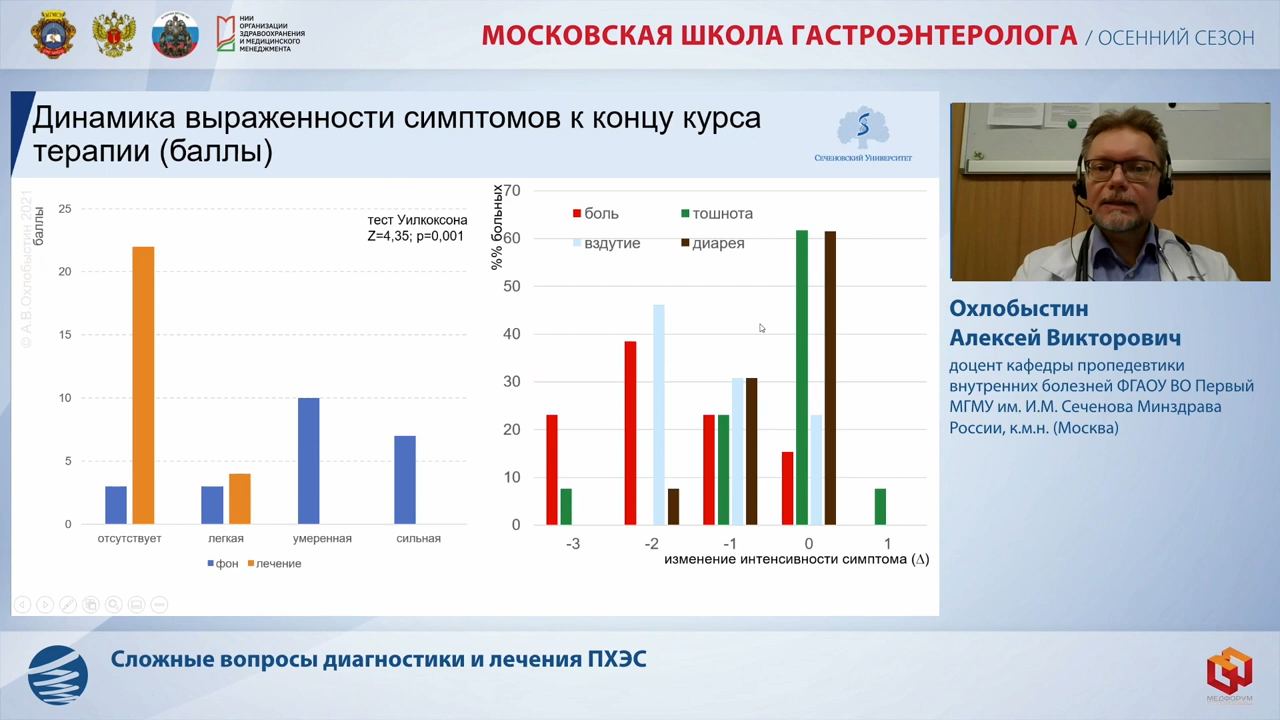 НИИ
ОРГАНИЗАЦИИ
ЗДРАВООХРАНЕНИЯ
И МЕДИЦИНСКОГО
МЕНЕДЖМЕНТА
МОСКОВСКАЯ ШКОЛА ГАСТРОЭНТЕРОЛОГА / ОСЕННИЙ СЕЗОН
Динамика выраженности симптомов к концу курса
терапии (баллы)
СЕЧЕНОВСКИЙ УНИВЕРСИТЕТ
© А.В.Охлобыстин 2021
баллы
25
20
15
10
5
0
тест Уилкоксона
Z=4,35; p=0,001
отсутствует легкая умеренная сильная
фон лечение
%% больных
70
60
50
40
30
20
10
0
боль тошнота
вздутие диарея
-3 -2 -1 0 1
изменение интенсивности симптома (Δ)
Охлобыстин
Алексей Викторович
доцент кафедры пропедевтики
внутренних болезней ФГАОУ ВО Первый
МГМУ им. И.М. Сеченова Минздрава
России, к.м.н. (Москва)
Сложные вопросы диагностики и лечения ПХЭС
МЕДФОРУМ